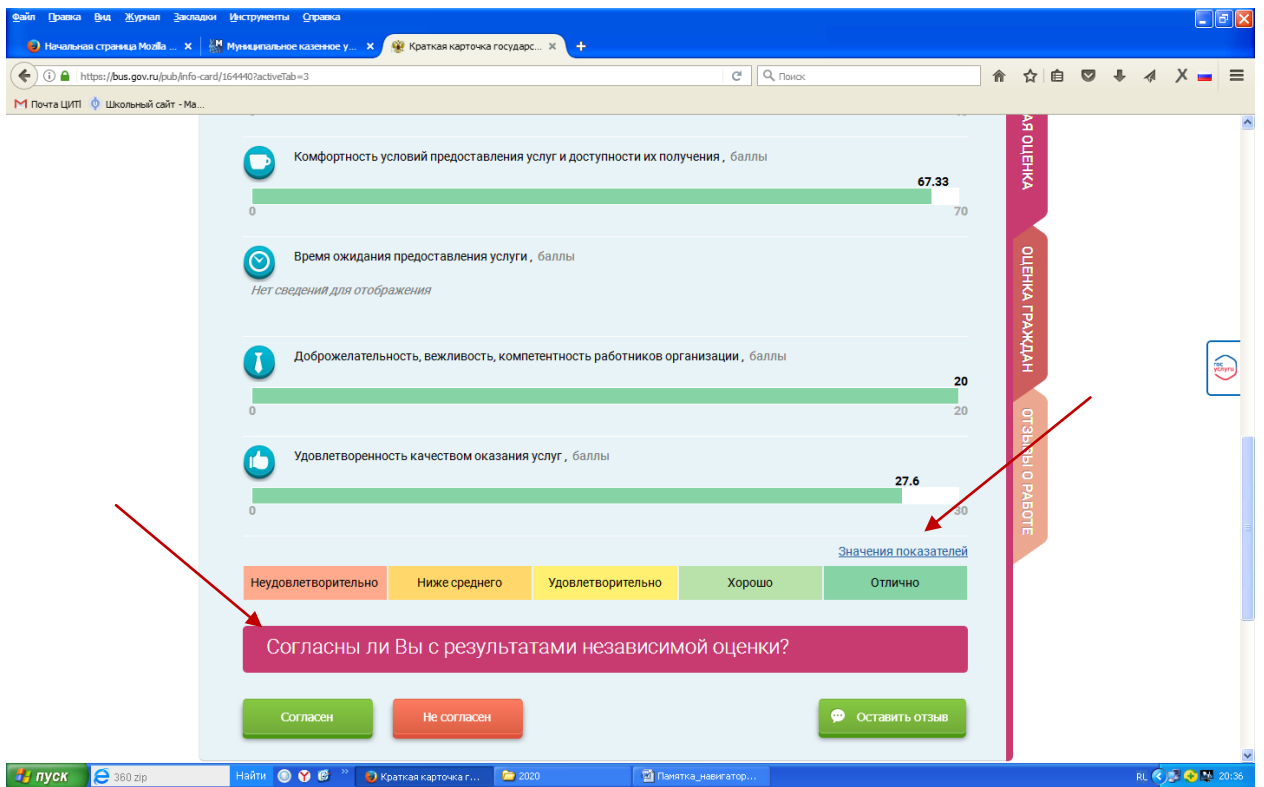 Файл Правка Вид Журнал Закладки Инструменты Справка
Начальная страница Mozilla ... Муниципальное казенное у... Краткая карточка государс...
https://bus.gov.ru/pub/info-card/164440?activeTab=3 Поиск
Почта ЦИТ Школьный сайт - Ма...
Комфортность условий предоставления услуг и доступности их получения , баллы
67.33
0 70
Время ожидания предоставления услуги , баллы
Нет сведений для отображения
Доброжелательность, вежливость, компетентность работников организации , баллы
20
0 20
Удовлетворенность качеством оказания услуг , баллы
27.6
0 30
Значения показателей
Неудовлетворительно Ниже среднего Удовлетворительно Хорошо Отлично
Согласны ли Вы с результатами независимой оценки?
Согласен Не согласен Оставить отзыв
АЯ ОЦЕНКА
ОЦЕНКА ГРАЖДАН
ОТЗЫВЫ О РАБОТЕ
гос
услуги
пуск 360 zip Найти Краткая карточка г... 2020 Памятка_навигатор... RL 20:36